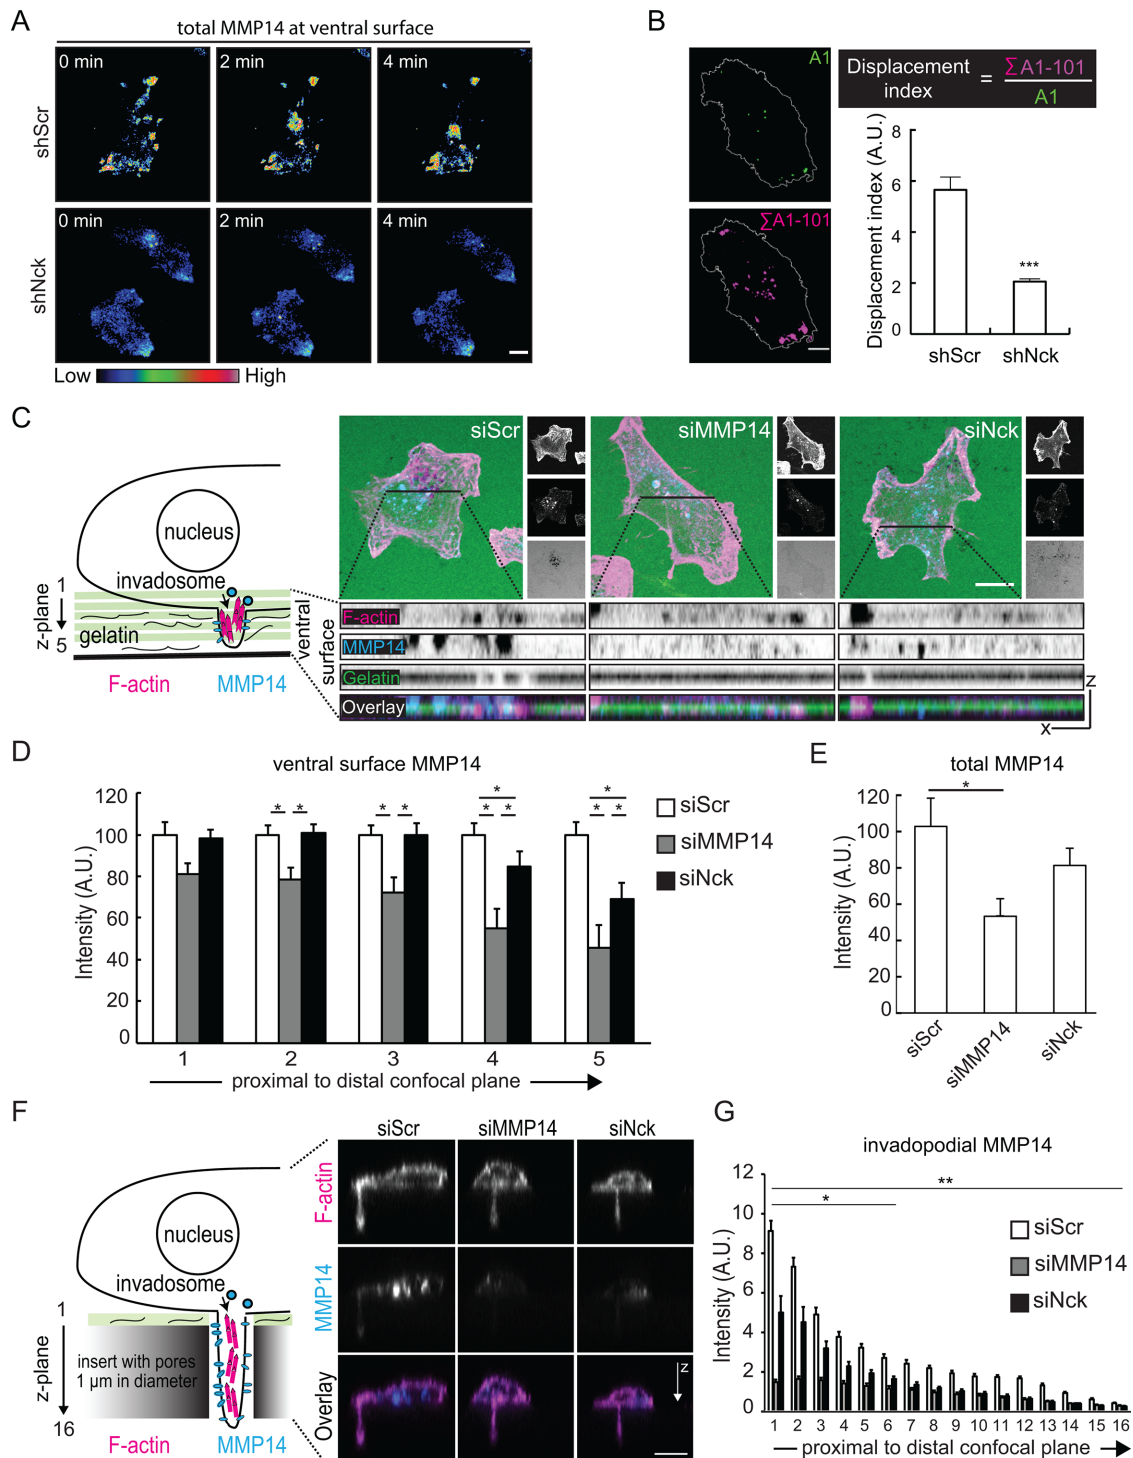 A
total MMP14 at ventral surface
shScr
0 min
2 min
4 min
shNck
0 min
2 min
4 min
Low
High
B
A1
∑A1-101
Displacement index = ∑A1-101 / A1
Displacement index (A.U.)
8
6
4
2
0
***
shScr
shNck
C
nucleus
invadosome
z-plane
1
5
gelatin
ventral surface
F-actin
MMP14
siScr
siMMP14
siNck
F-actin
MMP14
Gelatin
Overlay
z
x
D
ventral surface MMP14
Intensity (A.U.)
120
100
80
60
40
20
0
* *
* *
*
* *
*
* *
siScr
siMMP14
siNck
1
2
3
4
5
proximal to distal confocal plane
E
total MMP14
Intensity (A.U.)
120
100
80
60
40
20
0
*
siScr
siMMP14
siNck
F
nucleus
invadosome
z-plane
1
16
insert with pores
1 µm in diameter
F-actin
MMP14
siScr
siMMP14
siNck
F-actin
MMP14
Overlay
z
G
invadopodial MMP14
Intensity (A.U.)
12
10
8
6
4
2
0
**
*
siScr
siMMP14
siNck
1 2 3 4 5 6 7 8 9 10 11 12 13 14 15 16
proximal to distal confocal plane